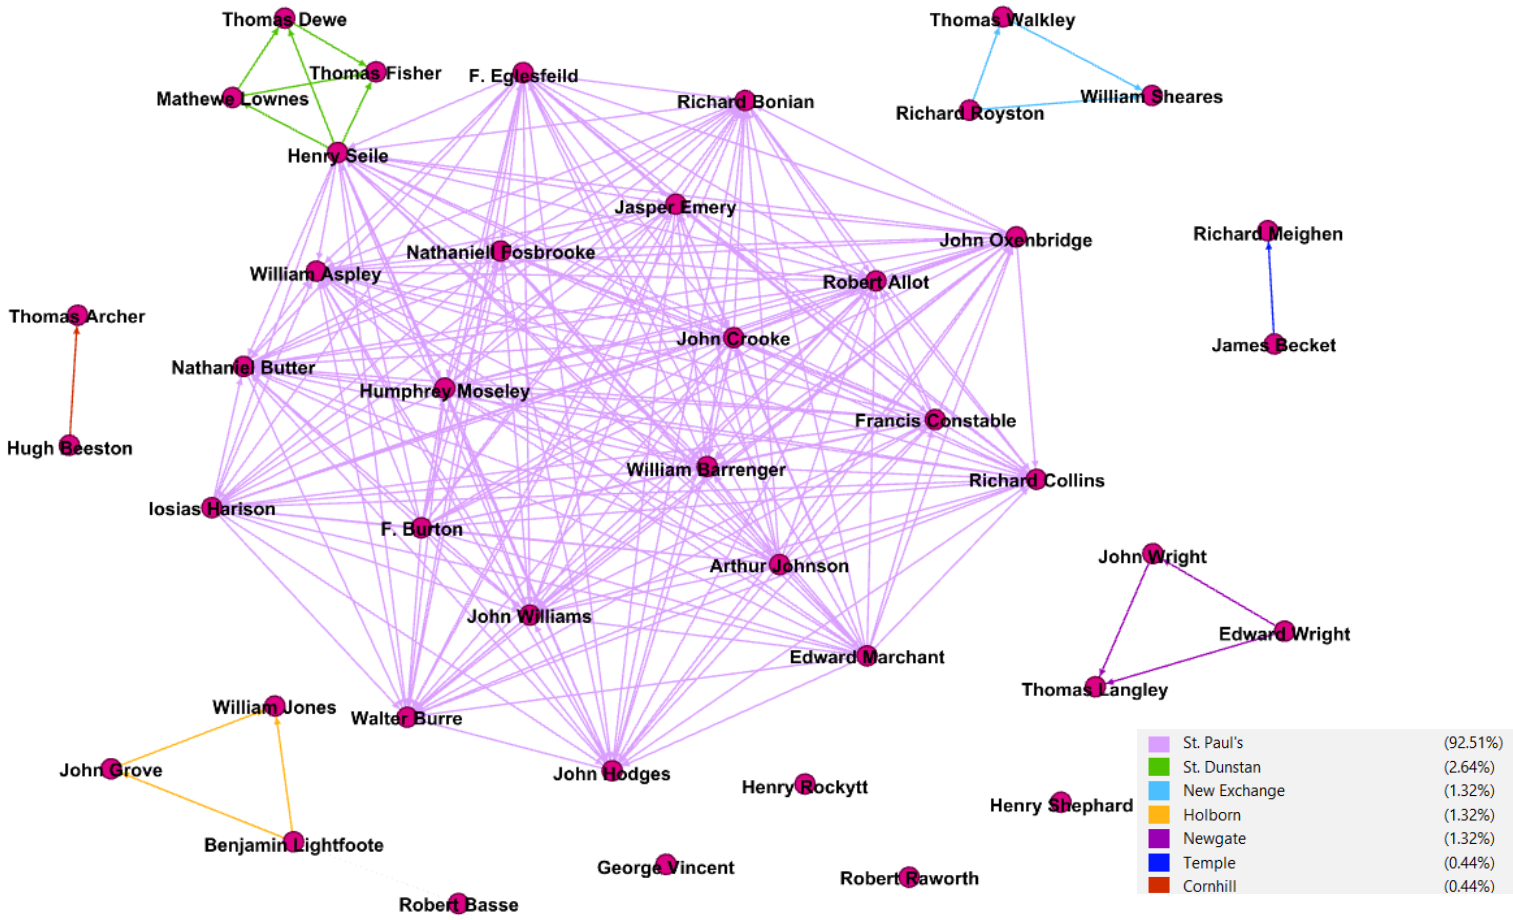 Thomas Dewe
Thomas Walkley
Thomas Fisher
F. Eglesfeild
Mathewe Lownes
Richard Bonian
William Sheares
Richard Royston
Henry Seile
Jasper Emery
Richard Meighen
John Oxenbridge
Nathaniell Fosbrooke
William Aspley
Robert Allot
Thomas Archer
John Crooke
James Becket
Nathaniel Butter
Humphrey Moseley
Francis Constable
Hugh Beeston
William Barrenger
Richard Collins
Iosias Harison
F. Burton
John Wright
Arthur Johnson
John Williams
Edward Wright
Edward Marchant
Thomas Langley
William Jones
Walter Burre
John Grove
John Hodges
Henry Rockytt
Henry Shephard
Benjamin Lightfoote
George Vincent
Robert Raworth
Robert Basse
St. Paul's (92.51%)
St. Dunstan (2.64%)
New Exchange (1.32%)
Holborn (1.32%)
Newgate (1.32%)
Temple (0.44%)
Cornhill (0.44%)